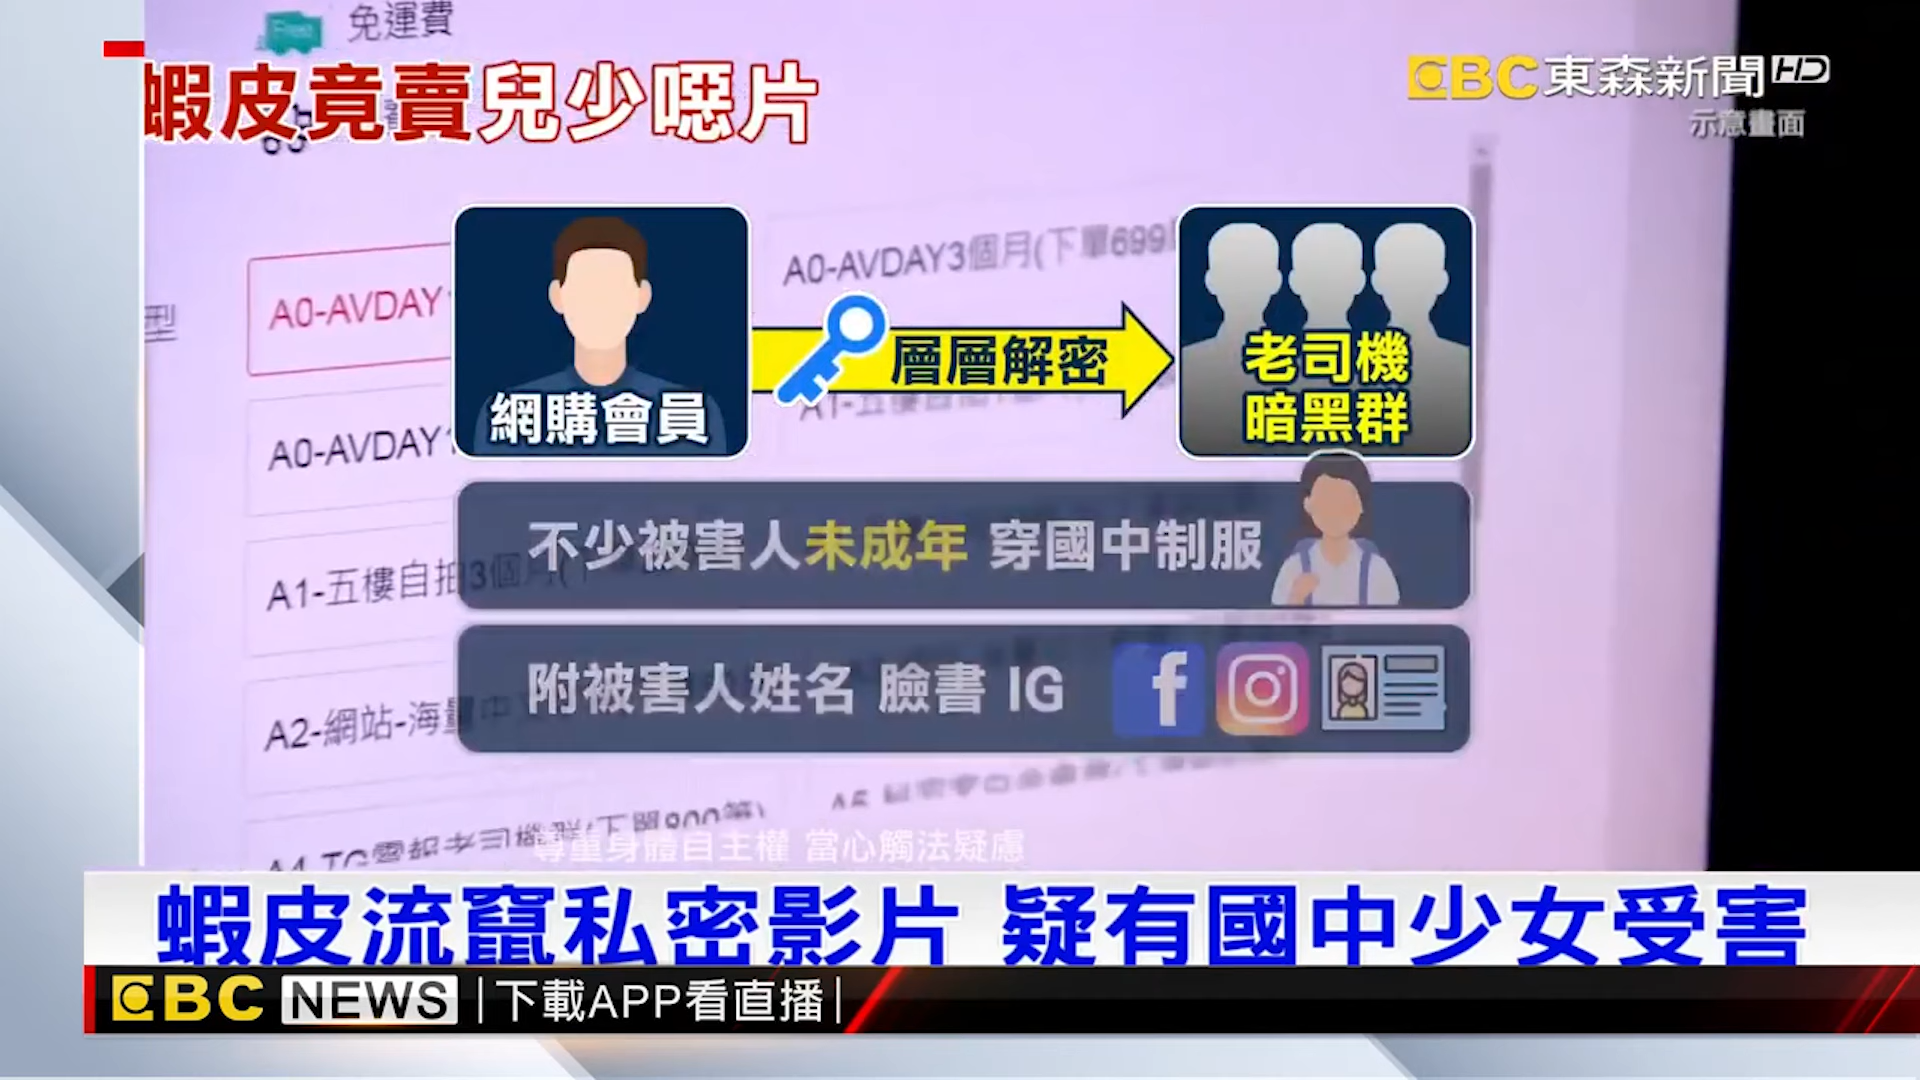 免運費
蝦皮竟賣兒少噁片
EBC東森新聞HD
示意畫面
A0-AVDAY3個月(下單699
型
A0-AVDAY
層層解密
老司機
暗黑群
網購會員
A0-AVDAY
不少被害人未成年 穿國中制服
A1-五樓自拍3個月(
附被害人姓名 臉書 IG
A2-網站-海量中
尊重身體自主權 當心觸法疑慮
蝦皮流竄私密影片 疑有國中少女受害
EBC NEWS |下載APP看直播|